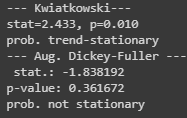 --- Kwiatkowski---
stat=2.433, p=0.010
prob. trend-stationary
--- Aug. Dickey-Fuller ---
stat.: -1.838192
p-value: 0.361672
prob. not stationary